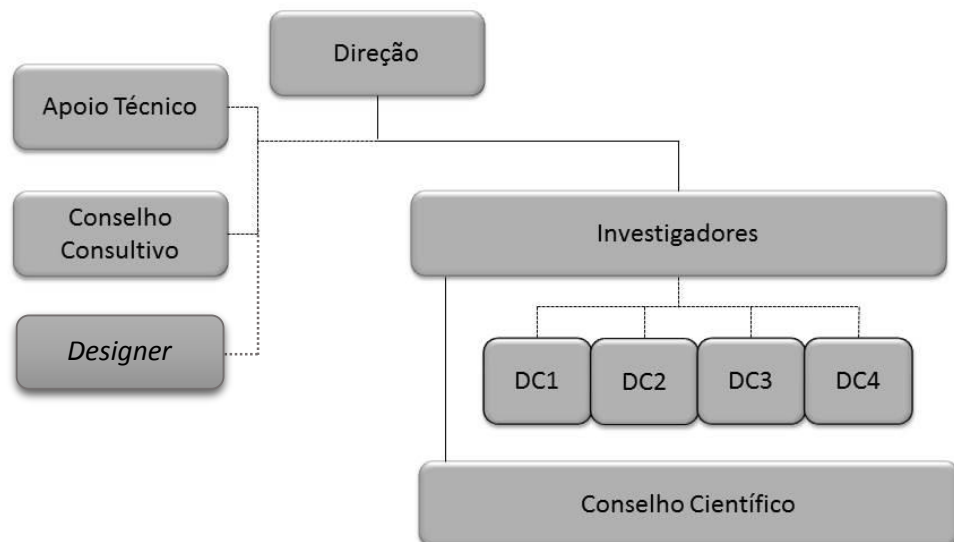 Direção
Apoio Técnico
Conselho
Consultivo
Investigadores
Designer
DC1
DC2
DC3
DC4
Conselho Científico